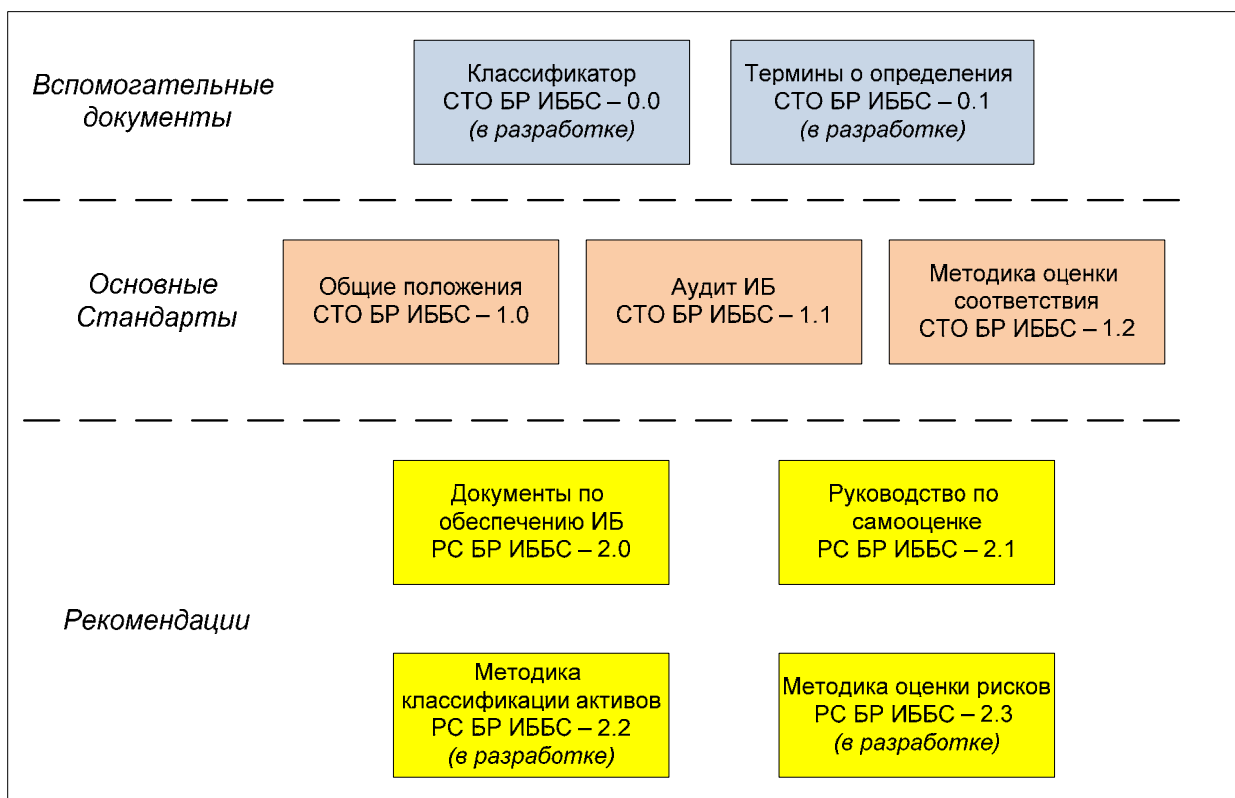 Вспомогательные
документы
Классификатор
СТО БР ИББС – 0.0
(в разработке)
Термины о определения
СТО БР ИББС – 0.1
(в разработке)
Основные
Стандарты
Общие положения
СТО БР ИББС – 1.0
Аудит ИБ
СТО БР ИББС – 1.1
Методика оценки
соответствия
СТО БР ИББС – 1.2
Рекомендации
Документы по
обеспечению ИБ
РС БР ИББС – 2.0
Руководство по
самооценке
РС БР ИББС – 2.1
Методика
классификации активов
РС БР ИББС – 2.2
(в разработке)
Методика оценки рисков
РС БР ИББС – 2.3
(в разработке)